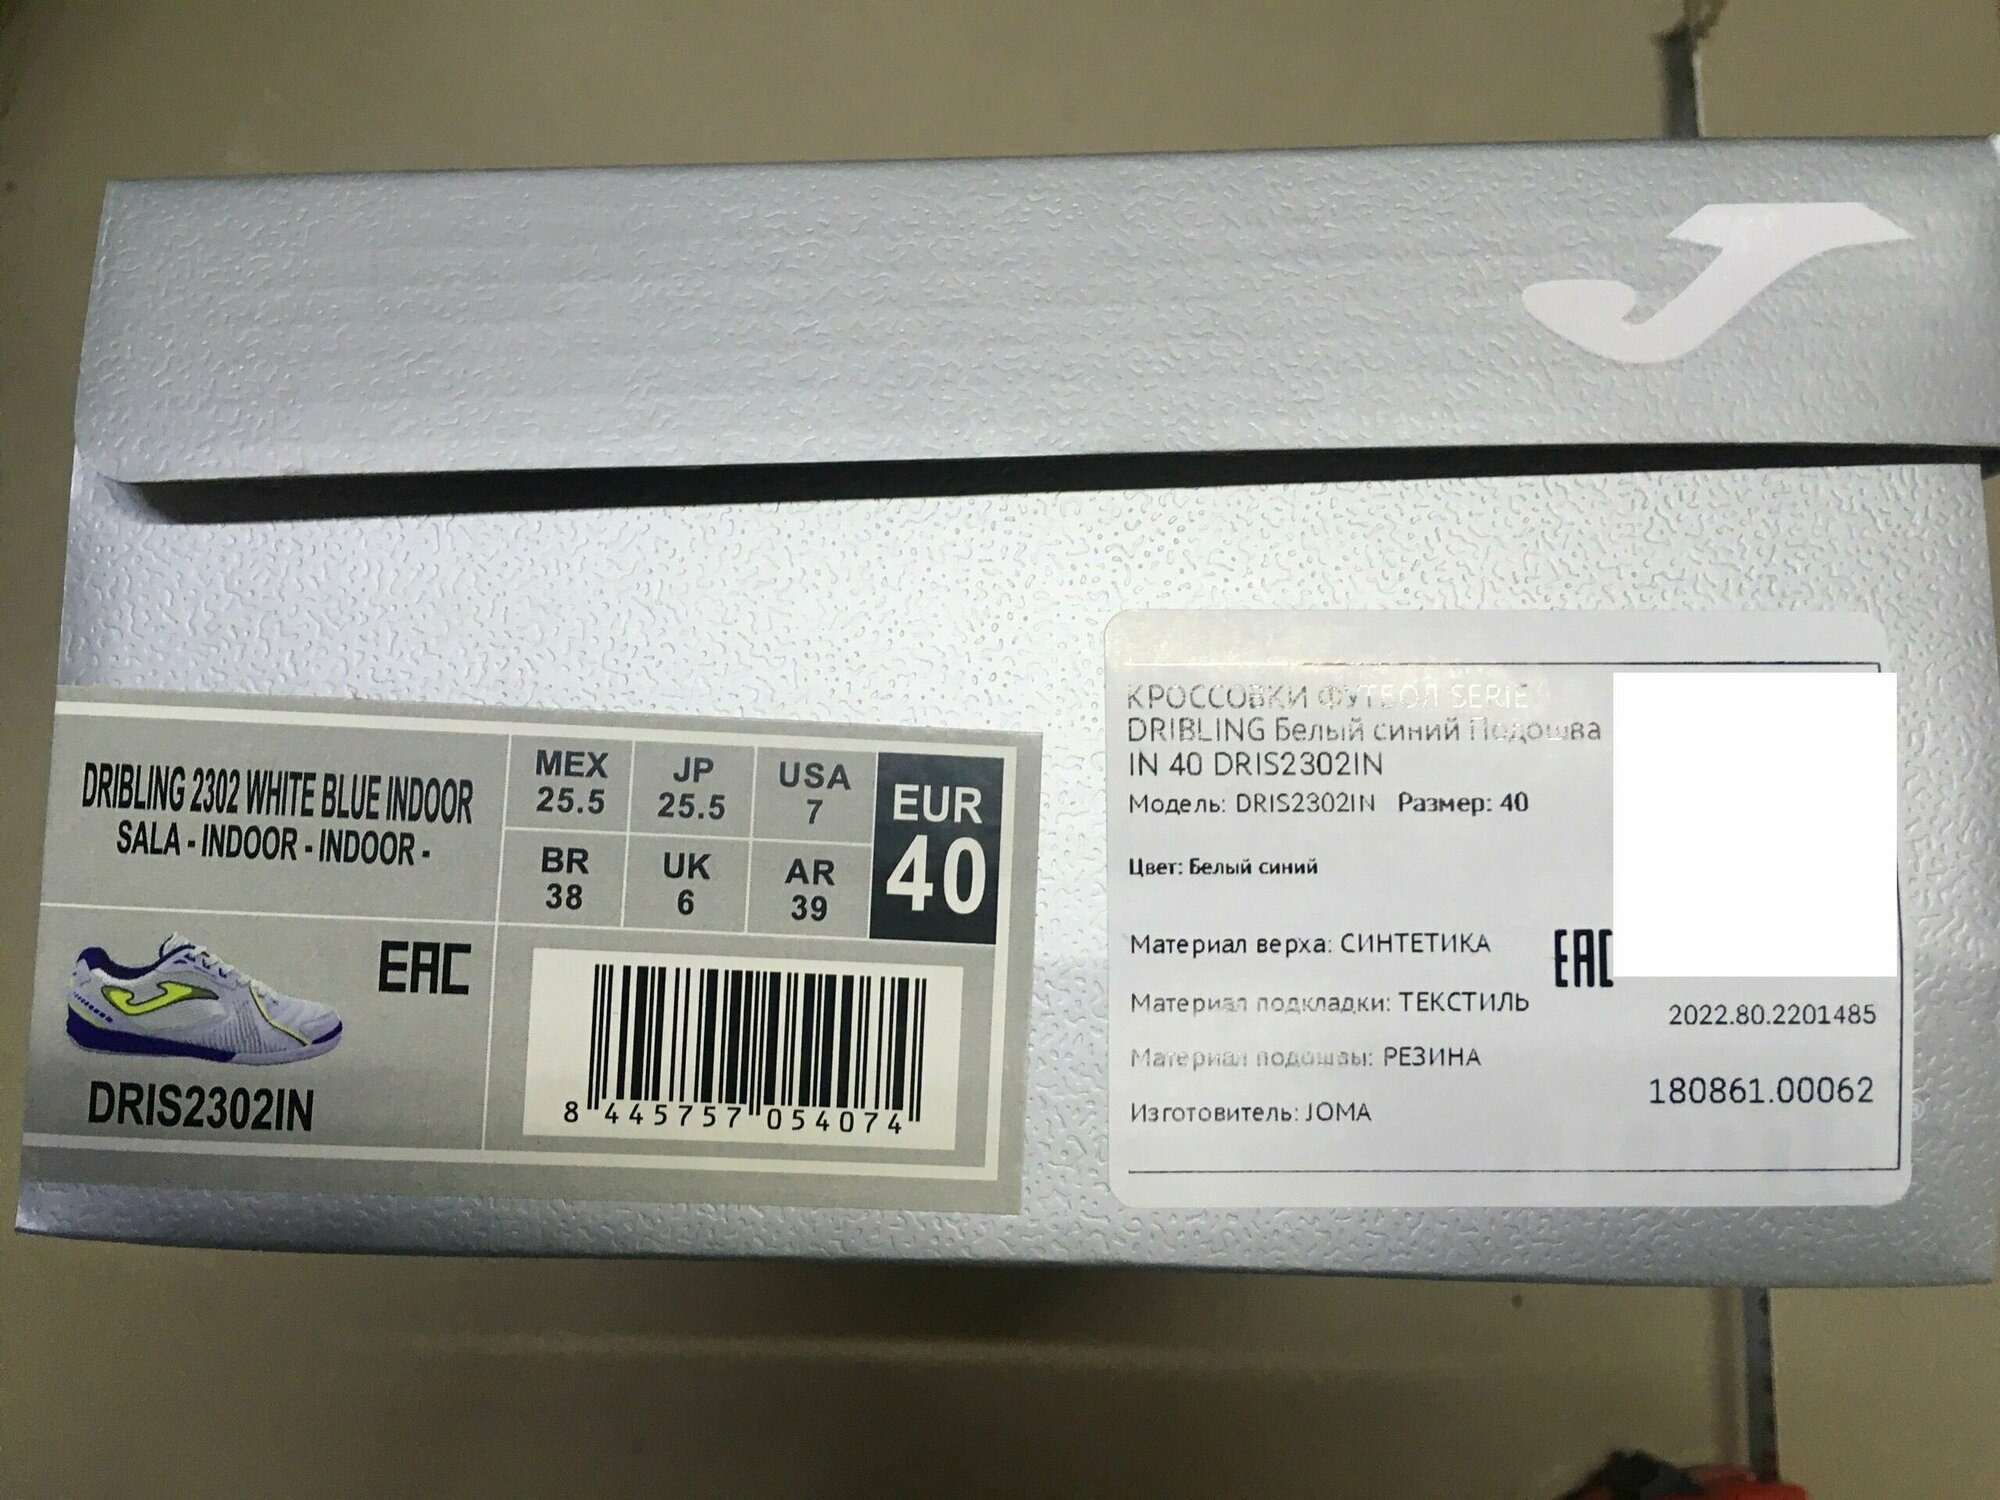 DRIBLING 2302 WHITE BLUE INDOOR
SALA - INDOOR - INDOOR -
MEX
25.5
JP
25.5
USA
7
BR
38
UK
6
AR
39
EUR
40
EAC
DRIS2302IN
8 445757 054074
КРОССОВКИ ФУТБОЛ SERIE
DRIBLING Белый синий Подошва
IN 40 DRIS2302IN
Модель: DRIS2302IN Размер: 40
Цвет: Белый синий
Материал верха: СИНТЕТИКА
EAC
Материал подкладки: ТЕКСТИЛЬ
2022.80.2201485
Материал подошвы: РЕЗИНА
180861.00062
Изготовитель: JOMA